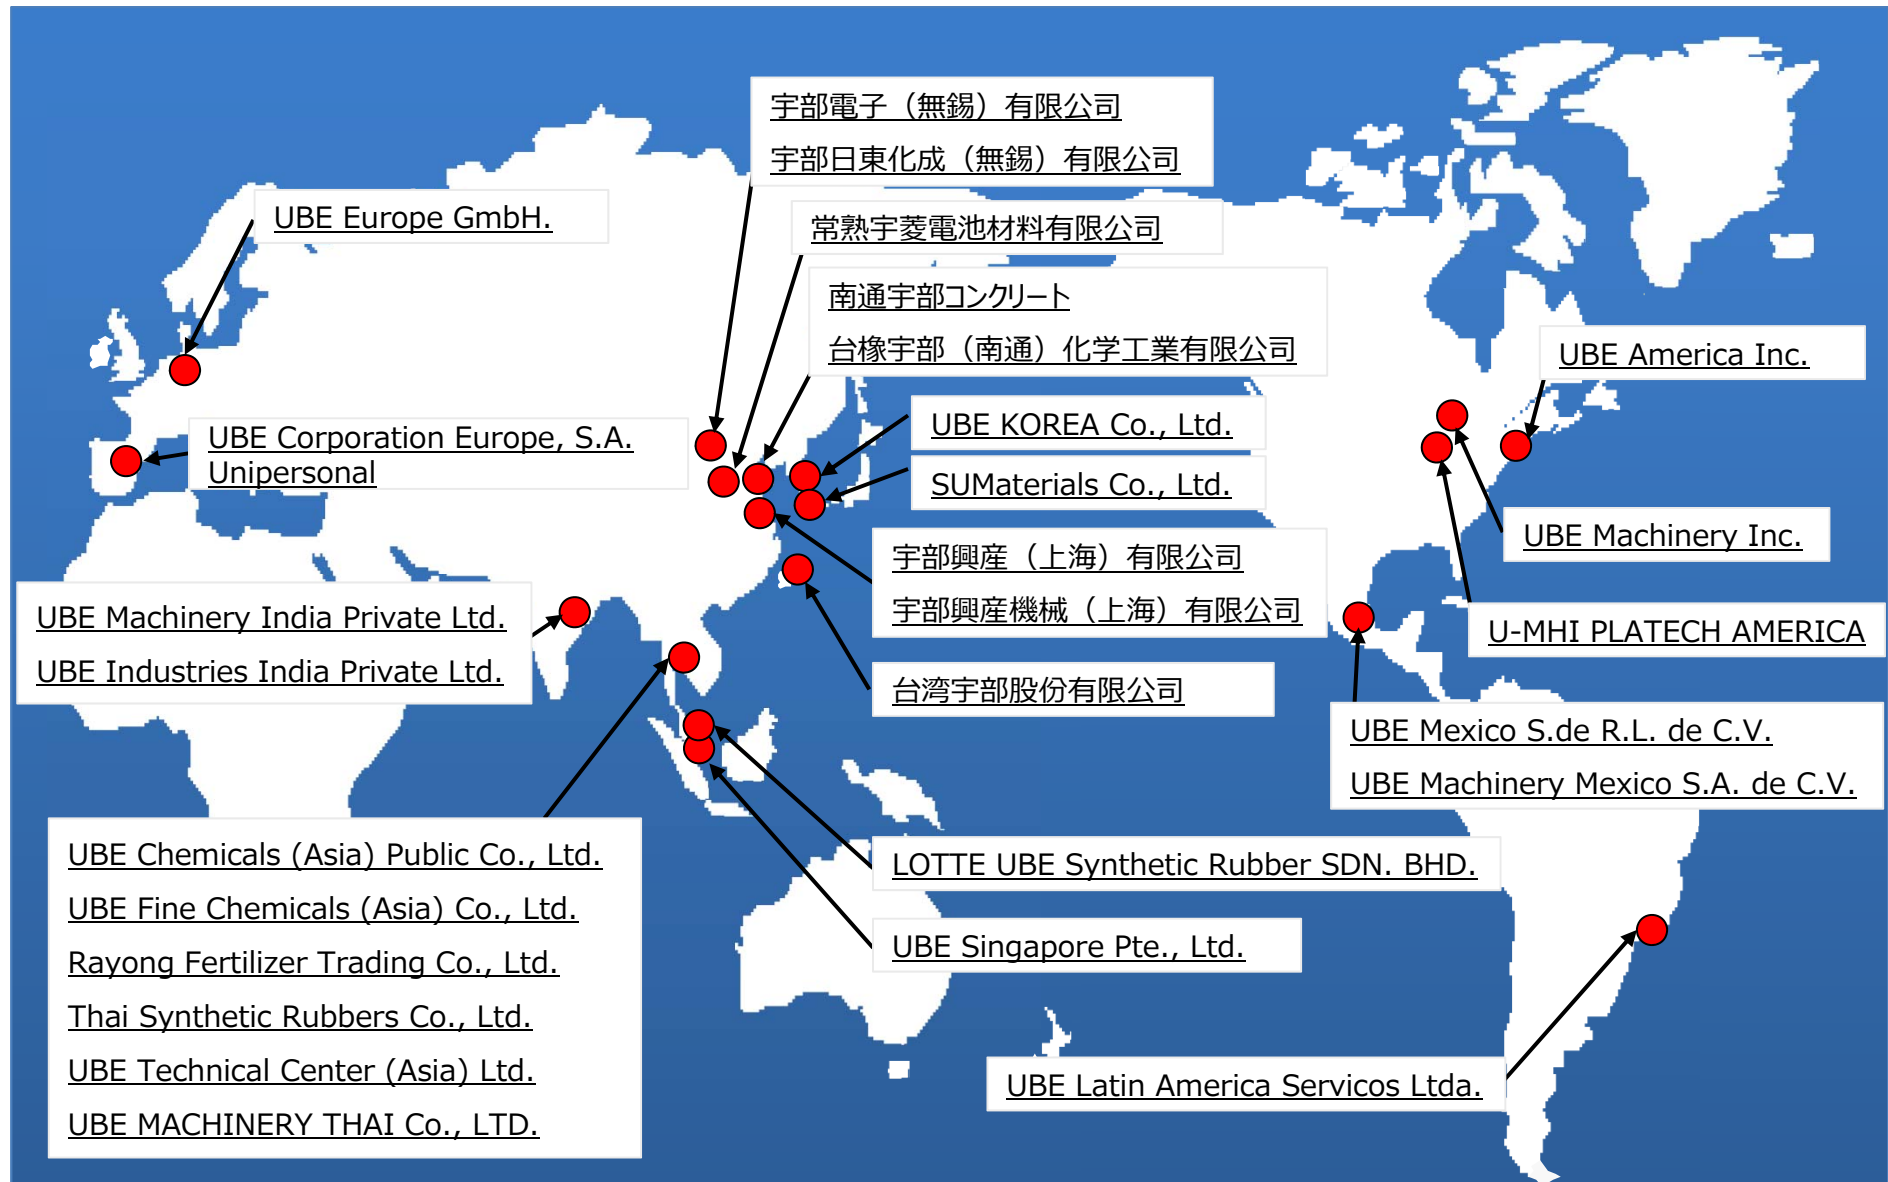 宇部電子（無錫）有限公司
宇部日東化成（無錫）有限公司
UBE Europe GmbH.
常熟宇菱電池材料有限公司
南通宇部コンクリート
台橡宇部（南通）化学工業有限公司
UBE America Inc.
UBE Corporation Europe, S.A.
Unipersonal
UBE KOREA Co., Ltd.
SUMaterials Co., Ltd.
UBE Machinery Inc.
宇部興産（上海）有限公司
宇部興産機械（上海）有限公司
UBE Machinery India Private Ltd.
UBE Industries India Private Ltd.
U-MHI PLATECH AMERICA
台湾宇部股份有限公司
UBE Mexico S.de R.L. de C.V.
UBE Machinery Mexico S.A. de C.V.
UBE Chemicals (Asia) Public Co., Ltd.
UBE Fine Chemicals (Asia) Co., Ltd.
Rayong Fertilizer Trading Co., Ltd.
Thai Synthetic Rubbers Co., Ltd.
UBE Technical Center (Asia) Ltd.
UBE MACHINERY THAI Co., LTD.
LOTTE UBE Synthetic Rubber SDN. BHD.
UBE Singapore Pte., Ltd.
UBE Latin America Servicos Ltda.